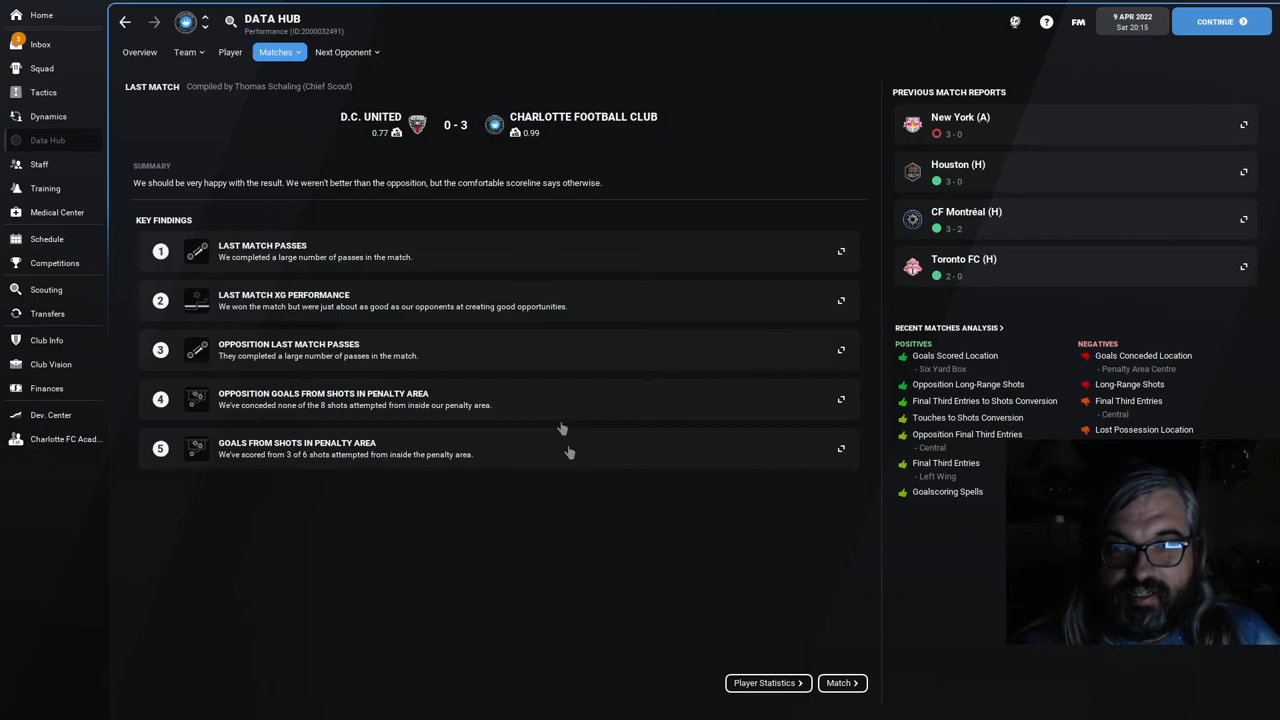 Home
3
Inbox
Squad
Tactics
Dynamics
Data Hub
Staff
Training
Medical Center
Schedule
Competitions
Scouting
Transfers
Club Info
Club Vision
Finances
Dev. Center
Charlotte FC Acad...
DATA HUB
Performance (ID:2000032491)
?
FM
9 APR 2022
Sat 20:15
CONTINUE
Overview
Team
Player
Matches
Next Opponent
LAST MATCH Compiled by Thomas Schaling (Chief Scout)
D.C. UNITED 0 - 3 CHARLOTTE FOOTBALL CLUB
0.77 xG 0.99 xG
SUMMARY
We should be very happy with the result. We weren't better than the opposition, but the comfortable scoreline says otherwise.
KEY FINDINGS
1 LAST MATCH PASSES
We completed a large number of passes in the match.
2 LAST MATCH XG PERFORMANCE
We won the match but were just about as good as our opponents at creating good opportunities.
3 OPPOSITION LAST MATCH PASSES
They completed a large number of passes in the match.
4 OPPOSITION GOALS FROM SHOTS IN PENALTY AREA
We've conceded none of the 8 shots attempted from inside our penalty area.
5 GOALS FROM SHOTS IN PENALTY AREA
We've scored from 3 of 6 shots attempted from inside the penalty area.
Player Statistics
Match
PREVIOUS MATCH REPORTS
New York (A)
3 - 0
Houston (H)
3 - 0
CF Montréal (H)
3 - 2
Toronto FC (H)
2 - 0
RECENT MATCHES ANALYSIS
POSITIVES
Goals Scored Location
- Six Yard Box
Opposition Long-Range Shots
Final Third Entries to Shots Conversion
Touches to Shots Conversion
Opposition Final Third Entries
- Central
Final Third Entries
- Left Wing
Goalscoring Spells
NEGATIVES
Goals Conceded Location
- Penalty Area Centre
Long-Range Shots
Final Third Entries
- Central
Lost Possession Location